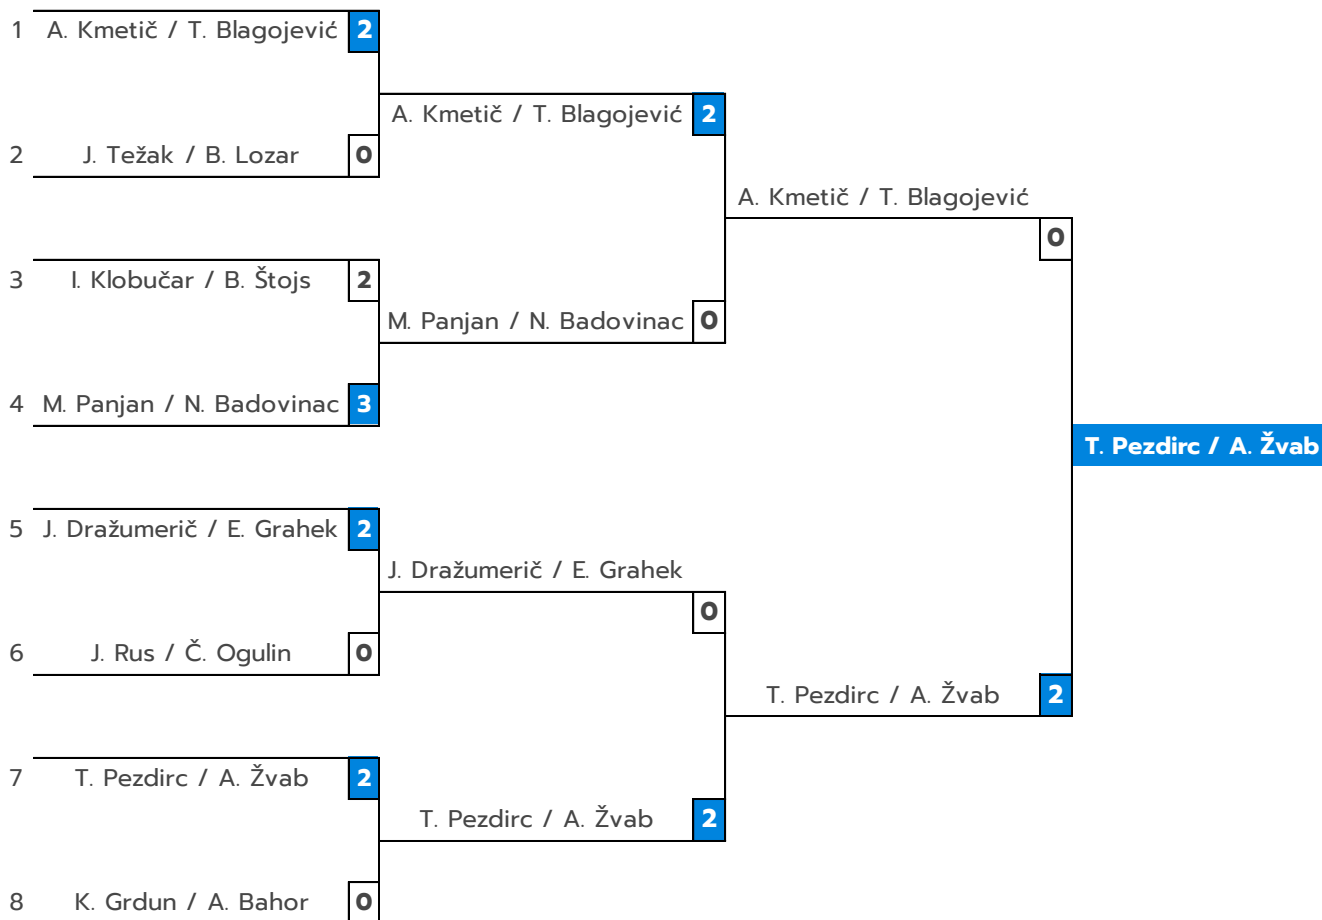 1 A. Kmetič / T. Blagojević 2
A. Kmetič / T. Blagojević 2
2 J. Težak / B. Lozar 0
A. Kmetič / T. Blagojević
0
3 I. Klobučar / B. Štojs 2
M. Panjan / N. Badovinac 0
4 M. Panjan / N. Badovinac 3
T. Pezdirc / A. Žvab
5 J. Dražumerič / E. Grahek 2
J. Dražumerič / E. Grahek
0
6 J. Rus / Č. Ogulin 0
T. Pezdirc / A. Žvab 2
7 T. Pezdirc / A. Žvab 2
T. Pezdirc / A. Žvab 2
8 K. Grdun / A. Bahor 0